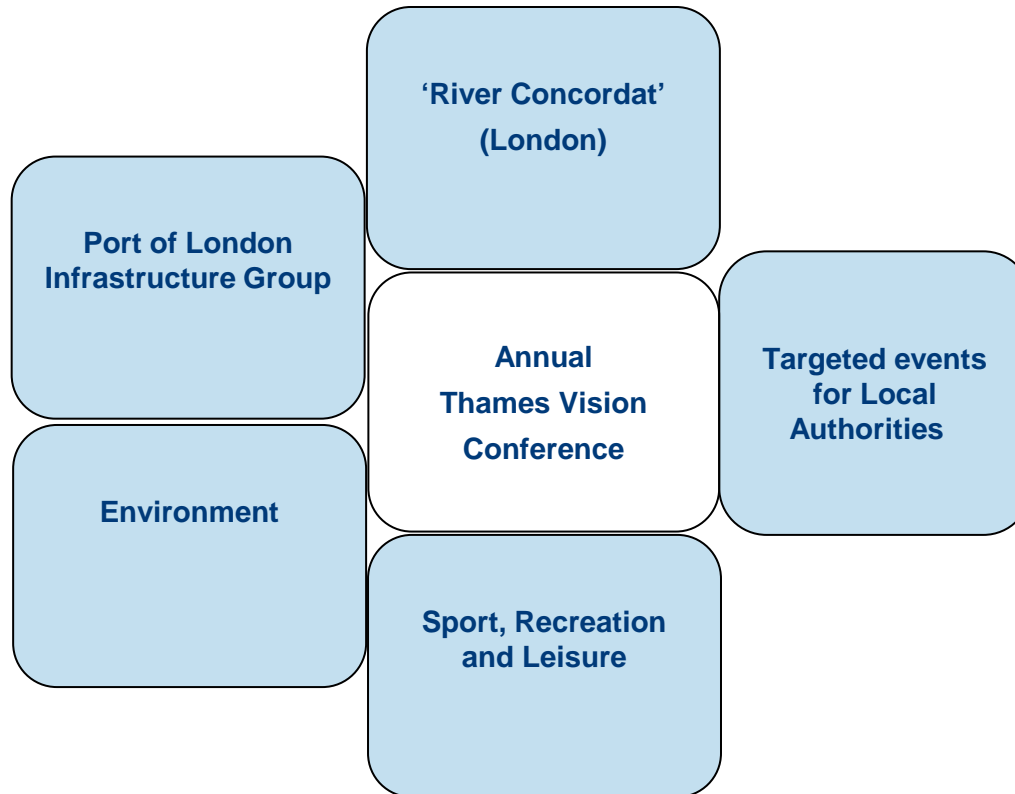 ‘River Concordat’
(London)
Port of London
Infrastructure Group
Annual
Thames Vision
Conference
Targeted events
for Local
Authorities
Environment
Sport, Recreation
and Leisure